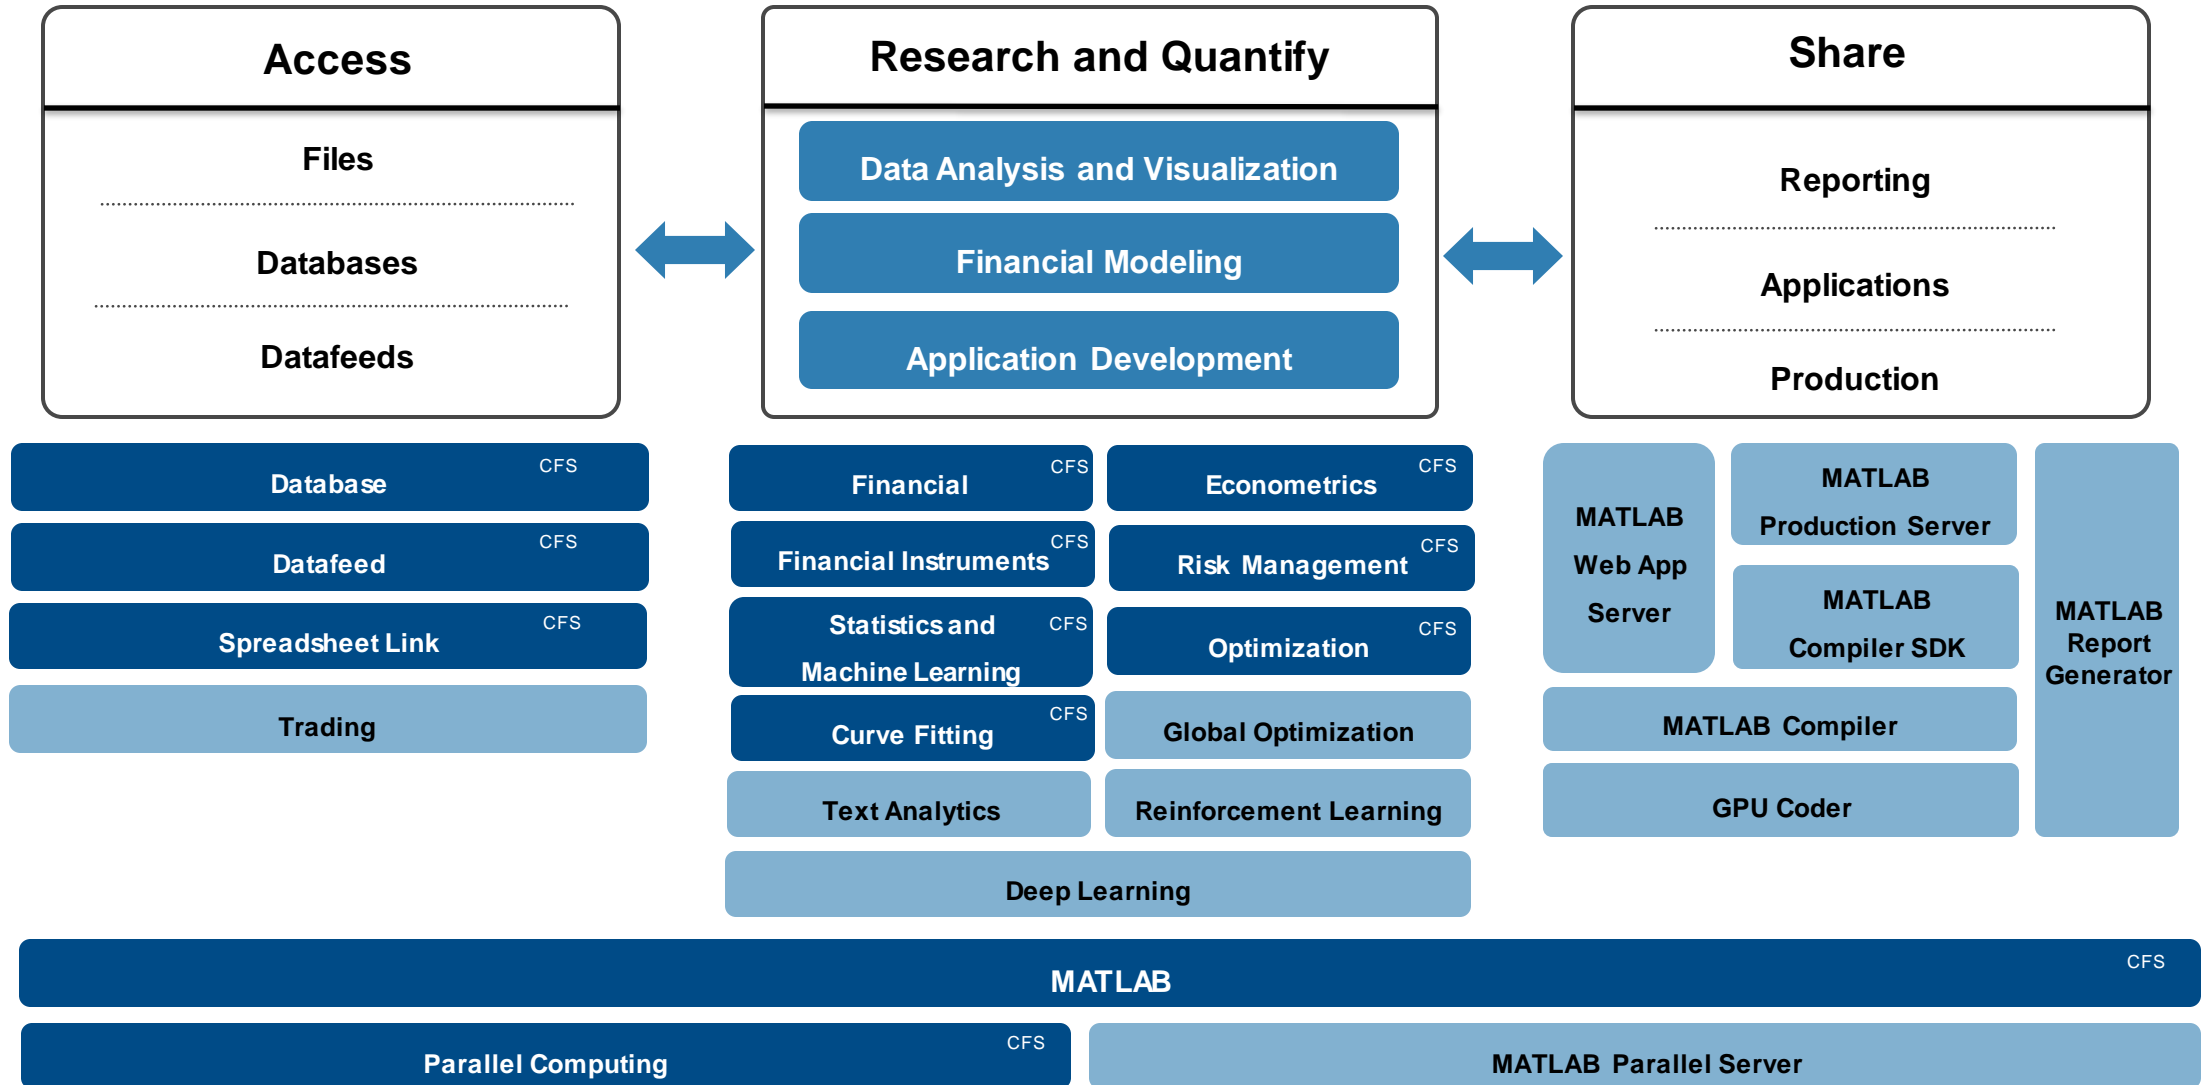 Access
Files
Databases
Datafeeds
Research and Quantify
Data Analysis and Visualization
Financial Modeling
Application Development
Share
Reporting
Applications
Production
CFS
Database
CFS
Datafeed
CFS
Spreadsheet Link
Trading
CFS
Financial
CFS
Econometrics
CFS
Financial Instruments
CFS
Risk Management
CFS
Statistics and
Machine Learning
CFS
Optimization
CFS
Curve Fitting
Global Optimization
Text Analytics
Reinforcement Learning
Deep Learning
MATLAB
Web App
Server
MATLAB
Production Server
MATLAB
Compiler SDK
MATLAB
Report
Generator
MATLAB Compiler
GPU Coder
CFS
MATLAB
CFS
Parallel Computing
MATLAB Parallel Server